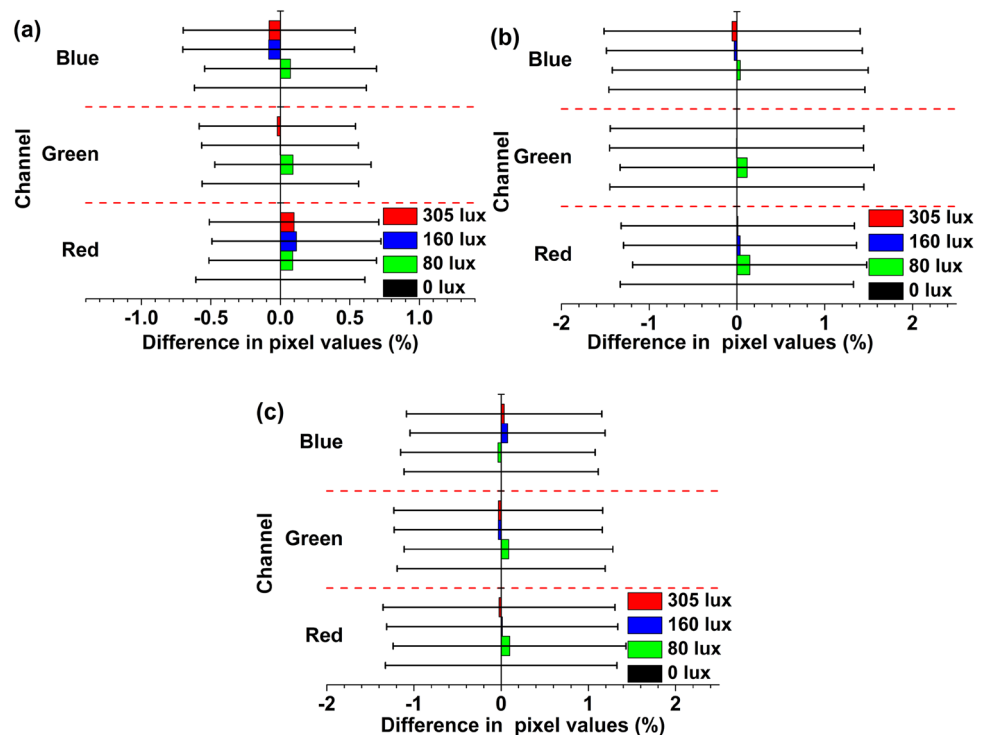 (a)
Blue
Green
Red
Channel
305 lux
160 lux
80 lux
0 lux
-1.0 -0.5 0.0 0.5 1.0
Difference in pixel values (%)
(b)
Blue
Green
Red
Channel
305 lux
160 lux
80 lux
0 lux
-2 -1 0 1 2
Difference in pixel values (%)
(c)
Blue
Green
Red
Channel
305 lux
160 lux
80 lux
0 lux
-2 -1 0 1 2
Difference in pixel values (%)